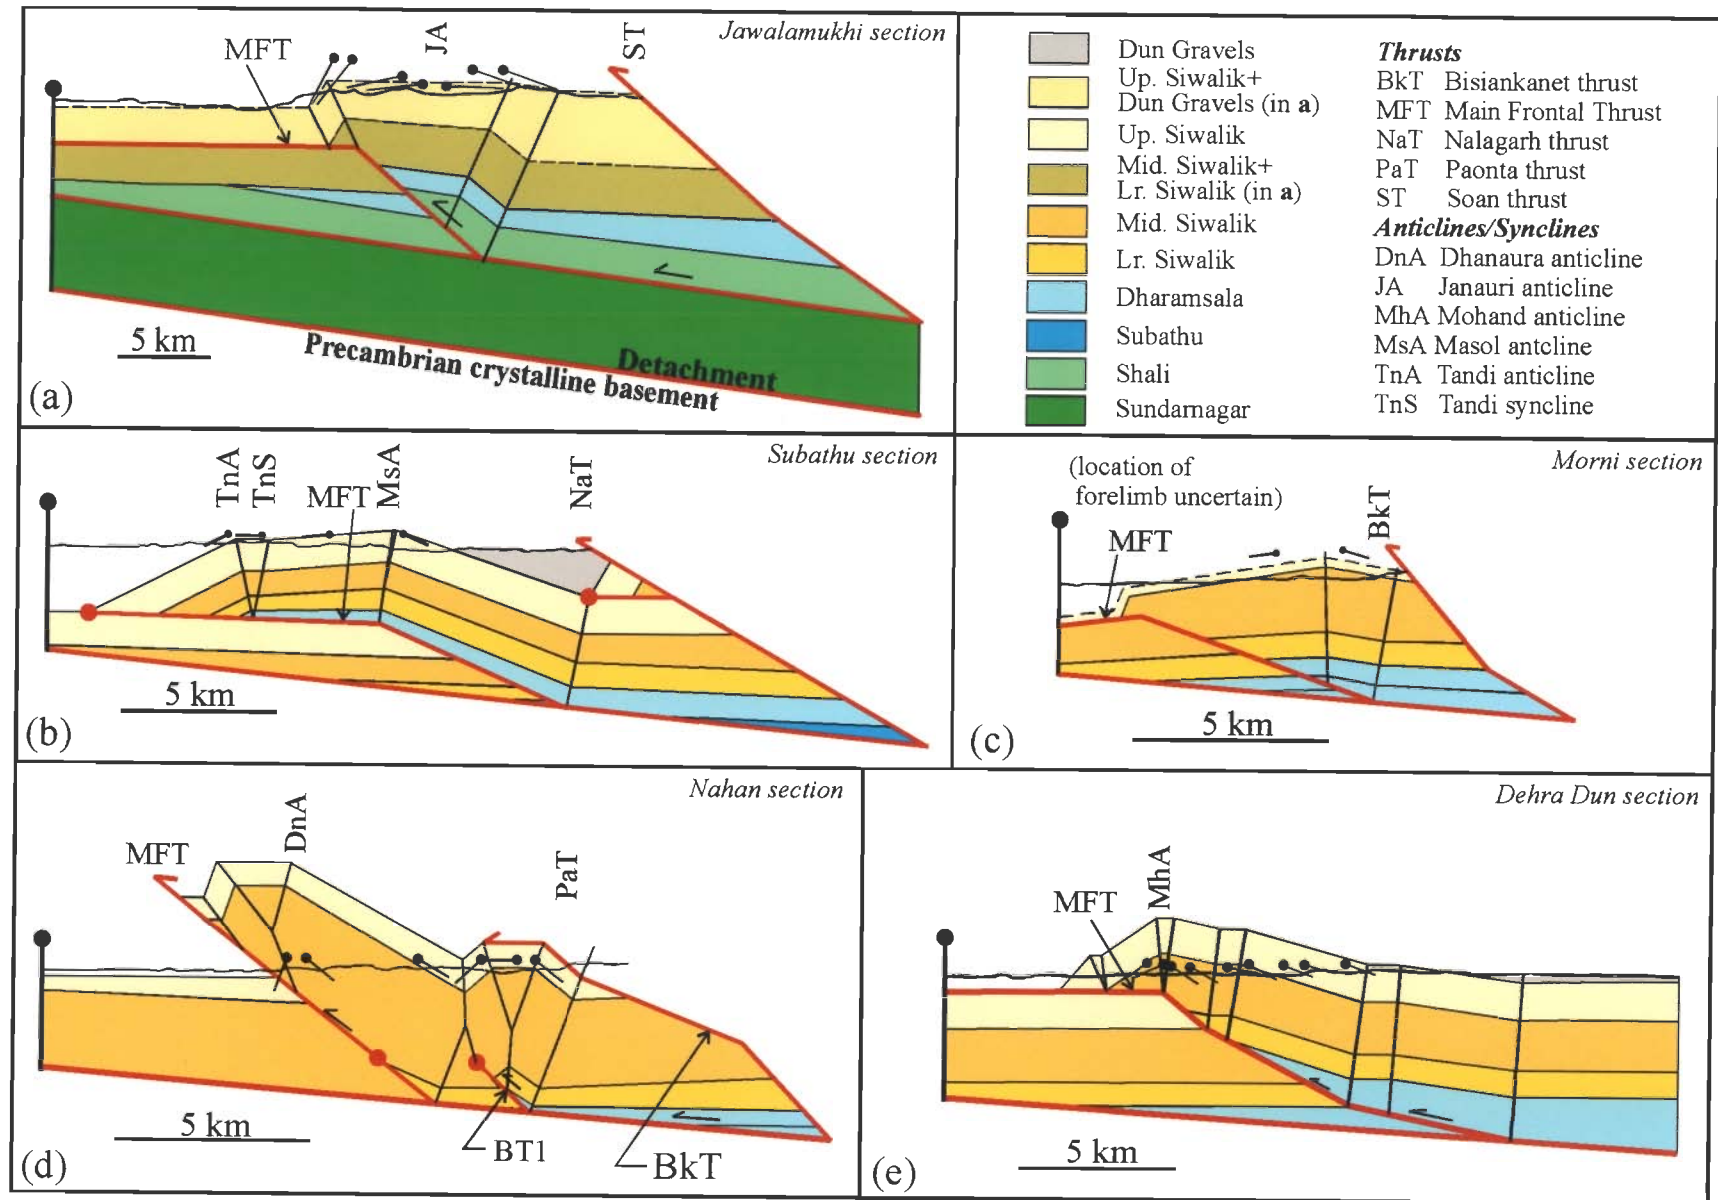 Jawalamukhi section
MFT
JA
ST
5 km
Detachment
Precambrian crystalline basement
(a)
Dun Gravels
Up. Siwalik+
Dun Gravels (in a)
Up. Siwalik
Mid. Siwalik+
Lr. Siwalik (in a)
Mid. Siwalik
Lr. Siwalik
Dharamsala
Subathu
Shali
Sundarnagar
Thrusts
BkT Bisiankanet thrust
MFT Main Frontal Thrust
NaT Nalagarh thrust
PaT Paonta thrust
ST Soan thrust
Anticlines/Synclines
DnA Dhanaura anticline
JA Janauri anticline
MhA Mohand anticline
MsA Masol antcline
TnA Tandi anticline
TnS Tandi syncline
Subathu section
TnA
TnS
MFT
MsA
NaT
5 km
(b)
Morni section
(location of
forelimb uncertain)
MFT
BkT
5 km
(c)
Nahan section
MFT
DnA
PaT
5 km
BT1
BkT
(d)
Dehra Dun section
MFT
MhA
5 km
(e)